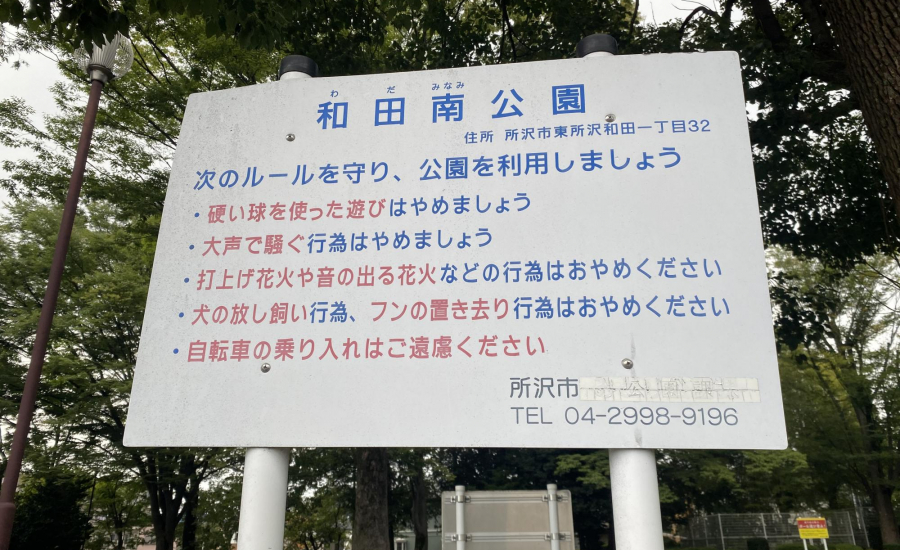 わ だ みなみ
和田南公園
住所 所沢市東所沢和田一丁目32
次のルールを守り、公園を利用しましょう
・硬い球を使った遊びはやめましょう
・大声で騒ぐ行為はやめましょう
・打上げ花火や音の出る花火などの行為はおやめください
・犬の放し飼い行為、フンの置き去り行為はおやめください
・自転車の乗り入れはご遠慮ください
所沢市
TEL 04-2998-9196